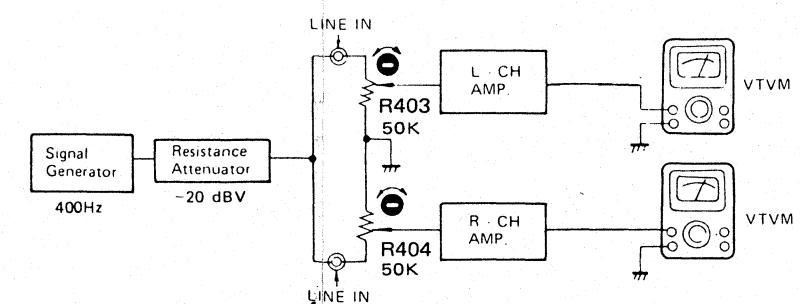 LINE IN
L · CH
AMP.
VTVM
R403
50K
Signal
Generator
400Hz
Resistance
Attenuator
-20 dBV
R · CH
AMP.
VTVM
R404
50K
LINE IN